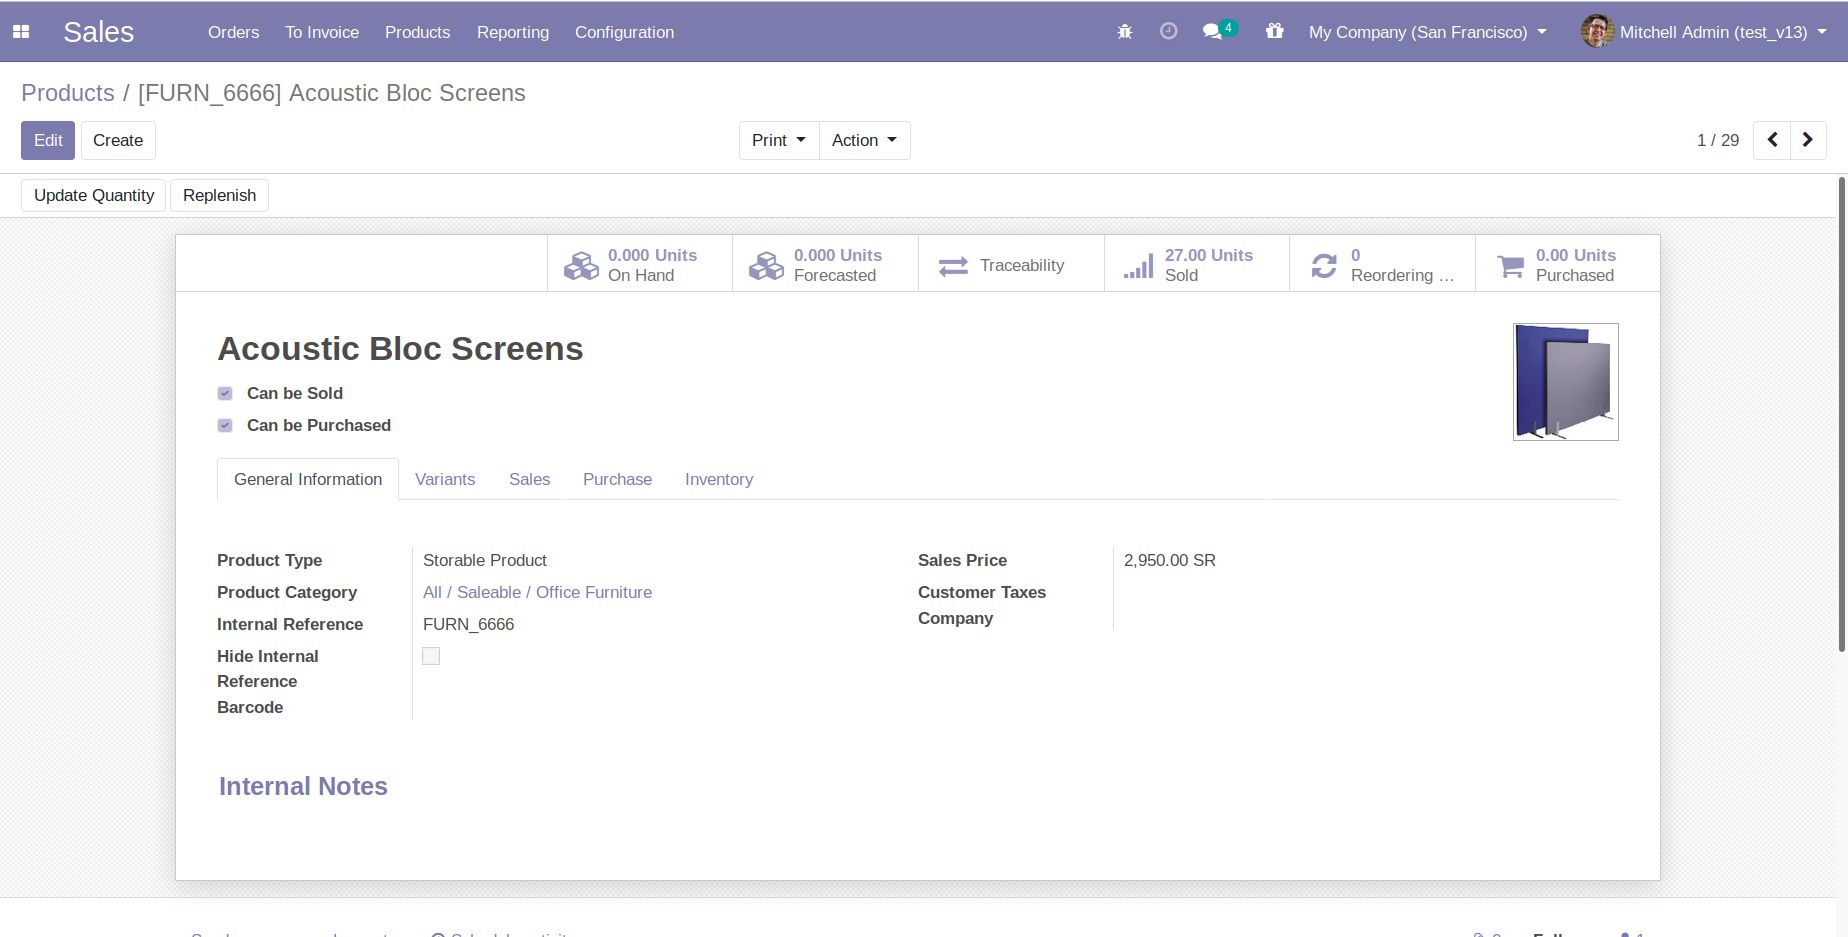 Sales Orders To Invoice Products Reporting Configuration 4 My Company (San Francisco) Mitchell Admin (test_v13)
Products / [FURN_6666] Acoustic Bloc Screens
Edit Create Print Action 1 / 29
Update Quantity Replenish
0.000 Units 0.000 Units 27.00 Units 0 0.00 Units
On Hand Forecasted Traceability Sold Reordering ... Purchased
Acoustic Bloc Screens
Can be Sold
Can be Purchased
General Information Variants Sales Purchase Inventory
Product Type Storable Product Sales Price 2,950.00 SR
Product Category All / Saleable / Office Furniture Customer Taxes
Internal Reference FURN_6666 Company
Hide Internal
Reference
Barcode
Internal Notes